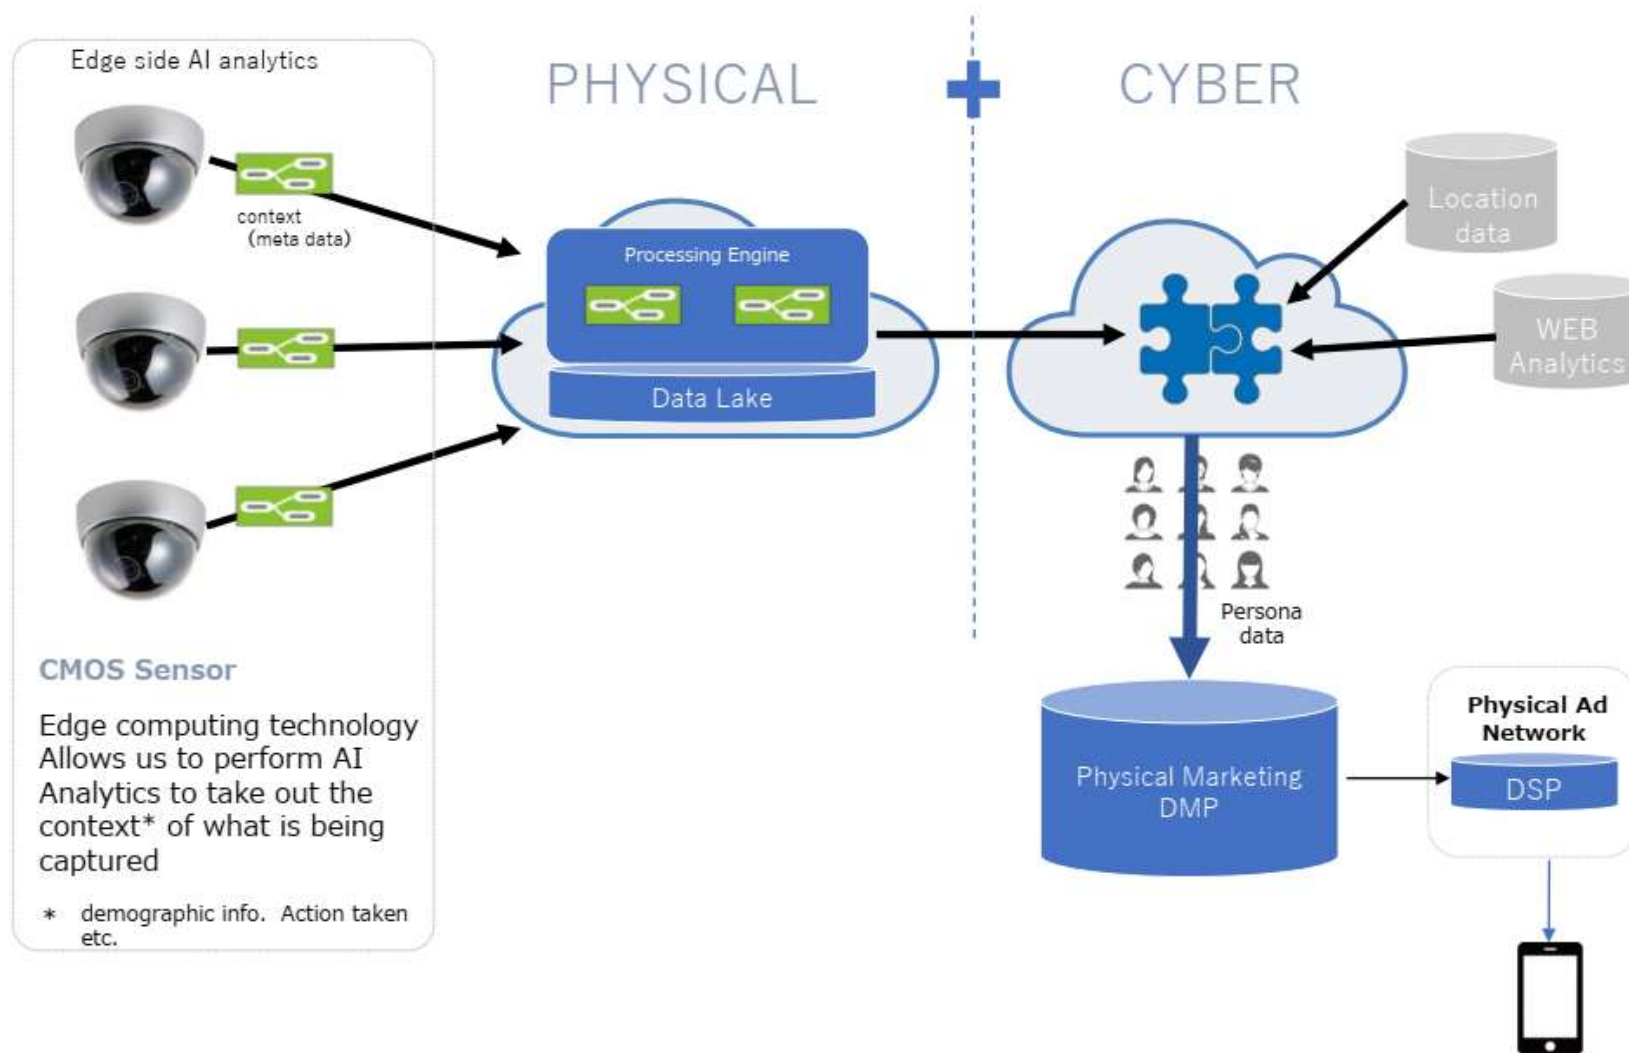 Edge side AI analytics
PHYSICAL
CYBER
context
(meta data)
Processing Engine
Data Lake
Location
data
WEB
Analytics
Persona
data
CMOS Sensor
Edge computing technology
Allows us to perform AI
Analytics to take out the
context* of what is being
captured
* demographic info. Action taken
etc.
Physical Marketing
DMP
Physical Ad
Network
DSP